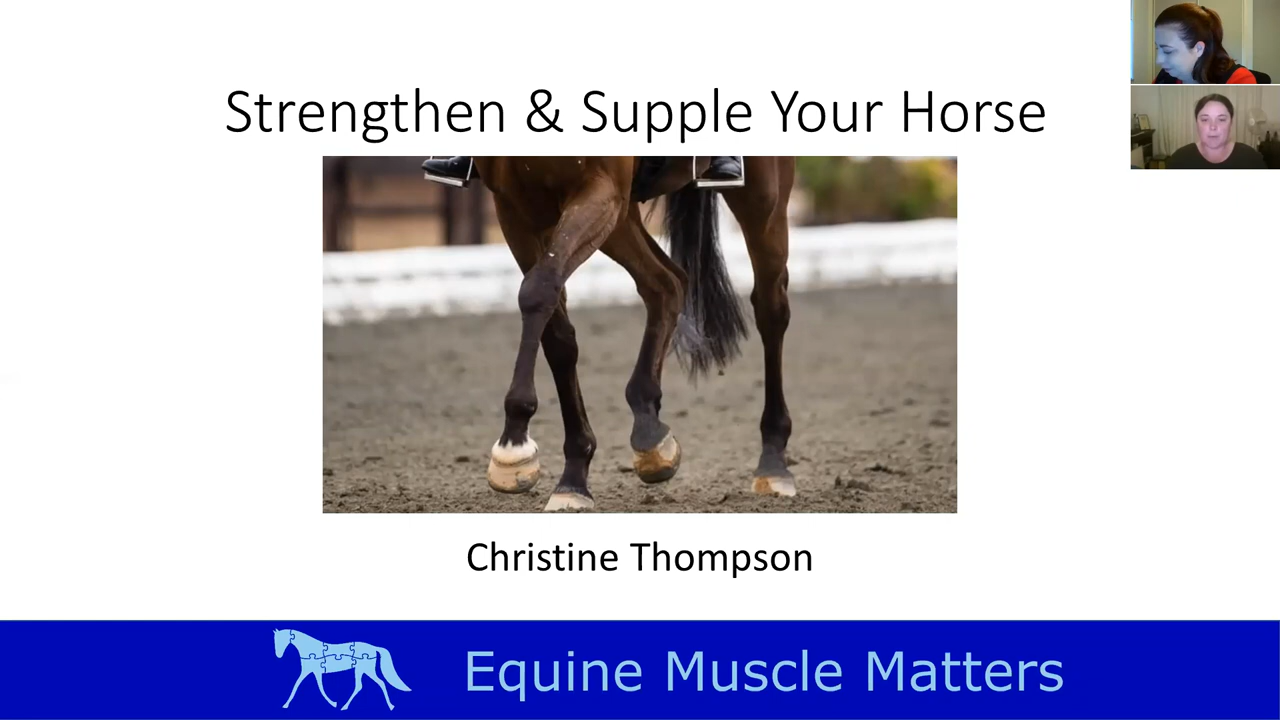 Strengthen & Supple Your Horse
Christine Thompson
Equine Muscle Matters